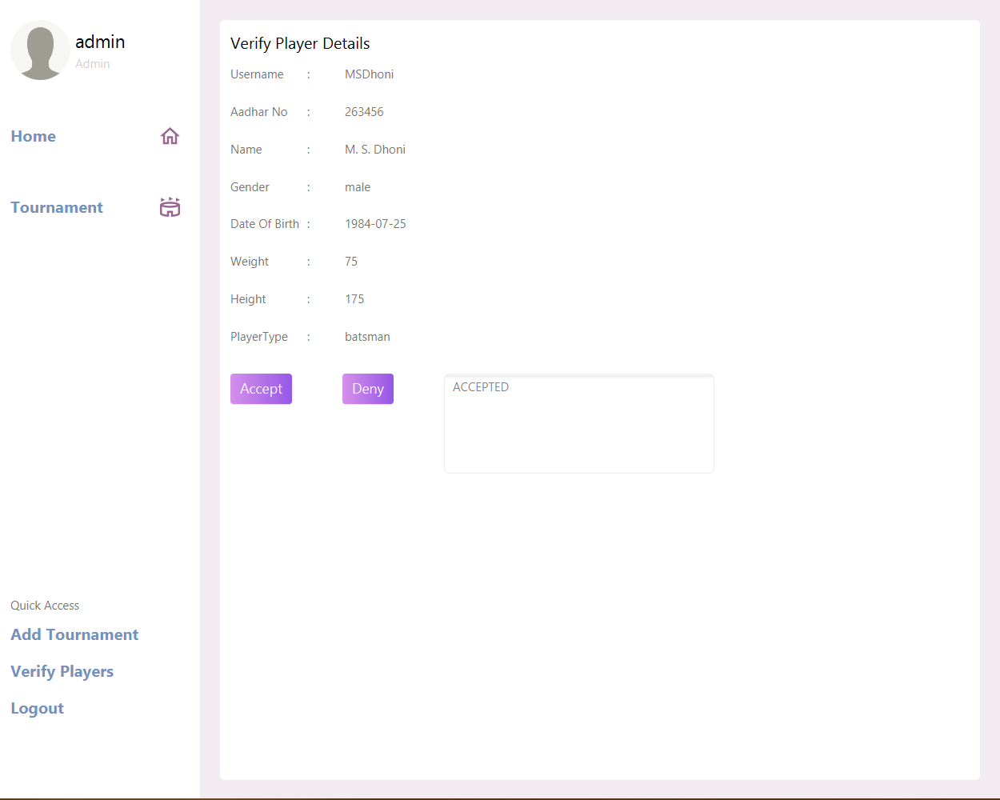 admin
Admin
Home
Tournament
Quick Access
Add Tournament
Verify Players
Logout
Verify Player Details
Username : MSDhoni
Aadhar No : 263456
Name : M. S. Dhoni
Gender : male
Date Of Birth : 1984-07-25
Weight : 75
Height : 175
PlayerType : batsman
Accept Deny ACCEPTED